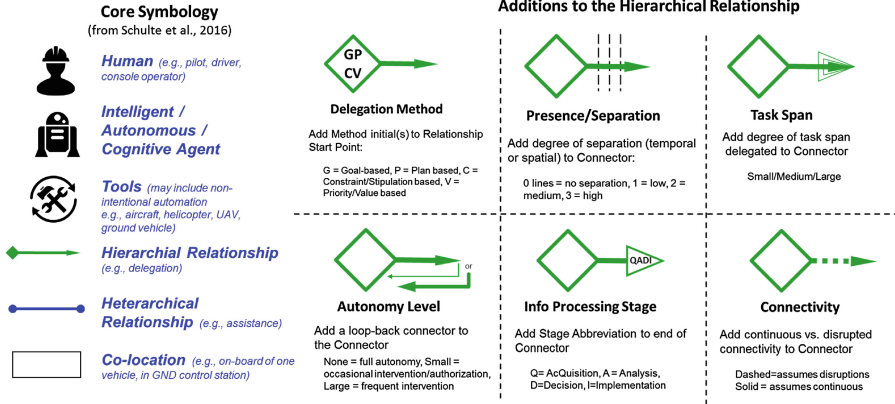 Core Symbology
(from Schulte et al., 2016)
Human (e.g., pilot, driver,
console operator)
Intelligent /
Autonomous /
Cognitive Agent
Tools (may include non-
intentional automation
e.g., aircraft, helicopter, UAV,
ground vehicle)
Hierarchial Relationship
(e.g., delegation)
Heterarchical
Relationship (e.g., assistance)
Co-location (e.g., on-board of one
vehicle, in GND control station)
Additions to the Hierarchical Relationship
GP
CV
Delegation Method
Add Method initial(s) to Relationship
Start Point:
G = Goal-based, P = Plan based, C =
Constraint/Stipulation based, V =
Priority/Value based
Presence/Separation
Add degree of separation (temporal
or spatial) to Connector:
0 lines = no separation, 1 = low, 2 =
medium, 3 = high
Task Span
Add degree of task span
delegated to Connector
Small/Medium/Large
or
Autonomy Level
Add a loop-back connector to
the Connector
None = full autonomy, Small =
occasional intervention/authorization,
Large = frequent intervention
QADI
Info Processing Stage
Add Stage Abbreviation to end of
Connector
Q= AcQuisition, A = Analysis,
D=Decision, I=Implementation
Connectivity
Add continuous vs. disrupted
connectivity to Connector
Dashed=assumes disruptions
Solid = assumes continuous